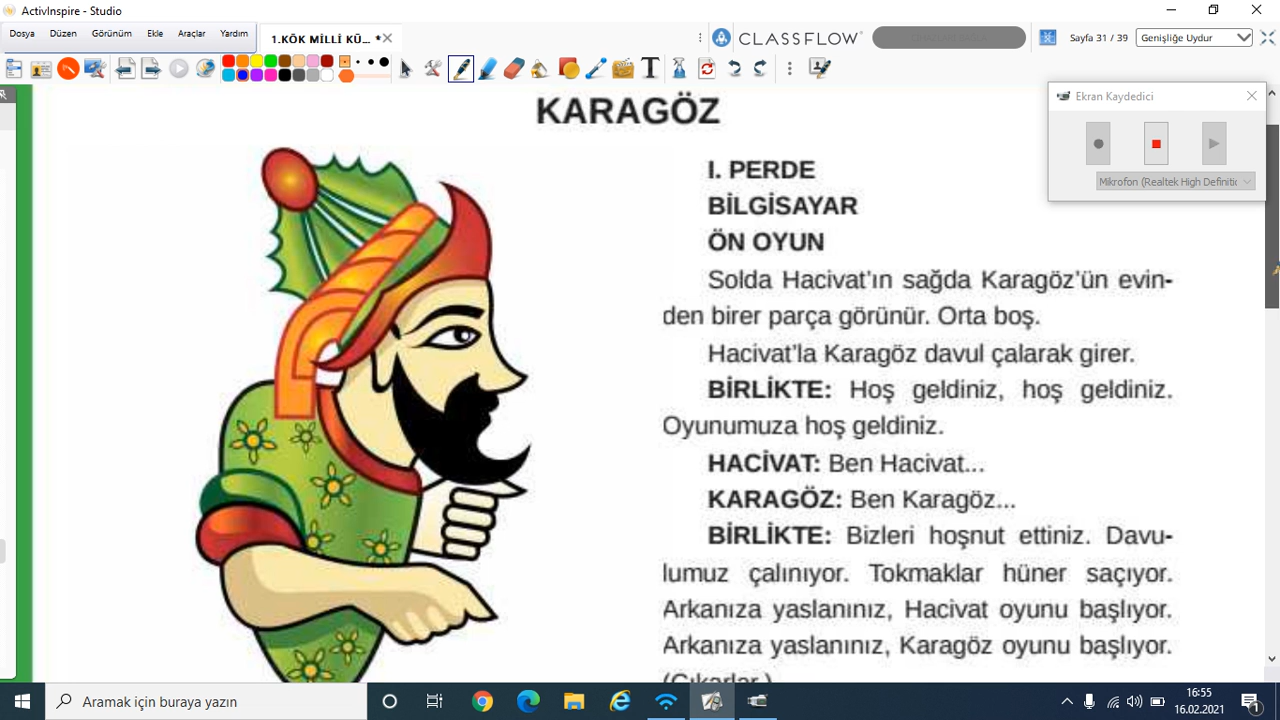 ActivInspire - Studio
Dosya Düzen Görünüm Ekle Araçlar Yardım
1.KÖK MİLLİ KÜ... *
CLASSFLOW
Sayfa 31 / 39
Genişliğe Uydur
Ekran Kaydedici
Mikrofon (Realtek High Definitic
KARAGÖZ
I. PERDE
BİLGİSAYAR
ÖN OYUN
Solda Hacivat'ın sağda Karagöz'ün evin-
den birer parça görünür. Orta boş.
Hacivat'la Karagöz davul çalarak girer.
BİRLİKTE: Hoş geldiniz, hoş geldiniz.
Oyunumuza hoş geldiniz.
HACİVAT: Ben Hacivat...
KARAGÖZ: Ben Karagöz...
BİRLİKTE: Bizleri hoşnut ettiniz. Davu-
lumuz çalınıyor. Tokmaklar hüner saçıyor.
Arkanıza yaslanınız, Hacivat oyunu başlıyor.
Arkanıza yaslanınız, Karagöz oyunu başlıyor.
(Çıkarlar.)
Aramak için buraya yazın
16:55
16.02.2021
1